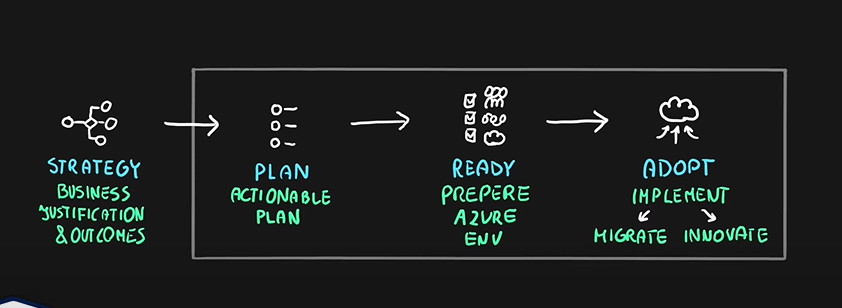 STRATEGY
BUSINESS
JUSTIFICATION
& OUTCOMES
PLAN
ACTIONABLE
PLAN
READY
PREPERE
AZURE
ENV
ADOPT
IMPLEMENT
MIGRATE INNOVATE